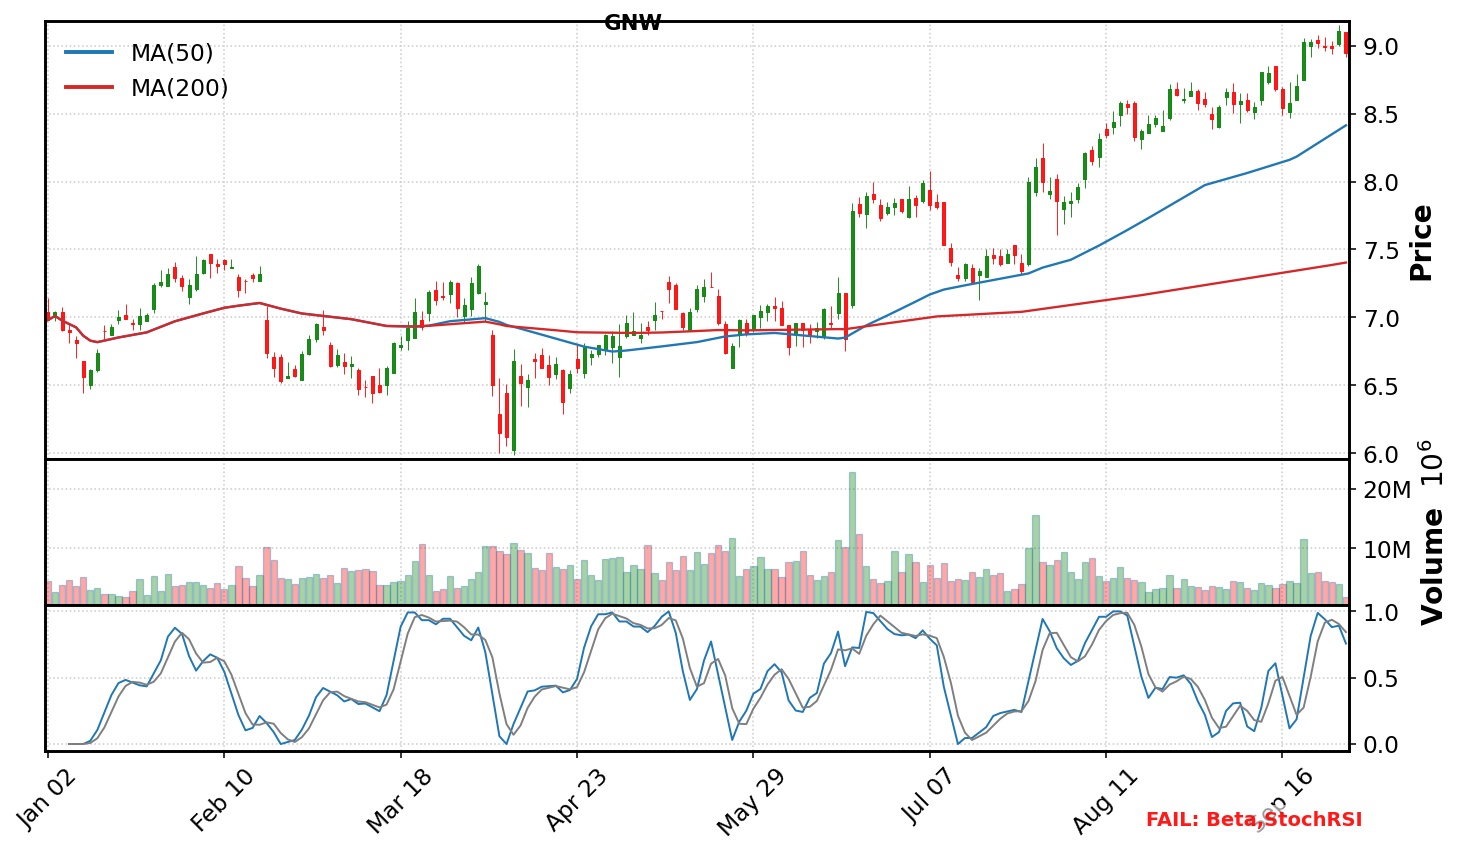 GNW
MA(50)
MA(200)
9.0
8.5
8.0
7.5
7.0
6.5
6.0
Price
20M
10M
Volume 10^6
1.0
0.5
0.0
Jan 02
Feb 10
Mar 18
Apr 23
May 29
Jul 07
Aug 11
Sep 16
FAIL: Beta,StochRSI